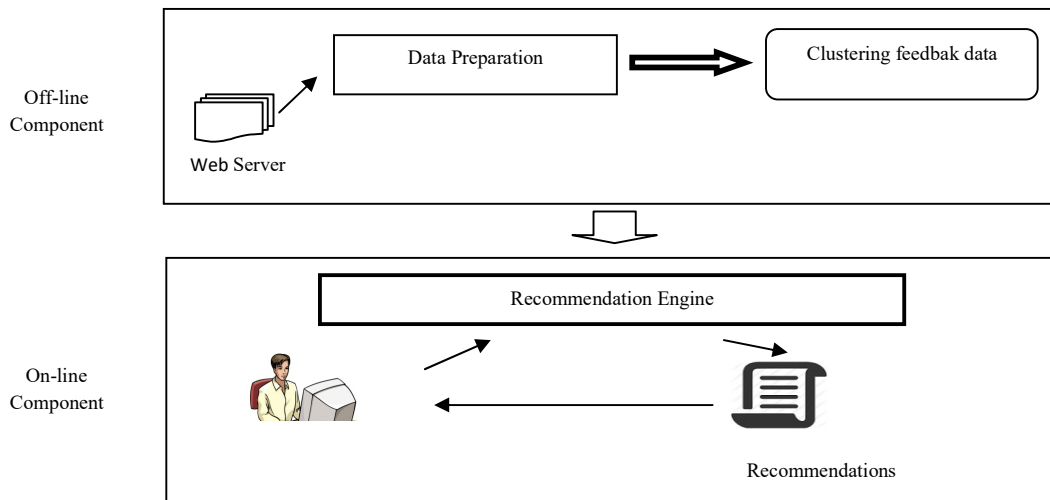 Data Preparation
Clustering feedbak data
Off-line
Component
Web Server
Recommendation Engine
On-line
Component
Recommendations